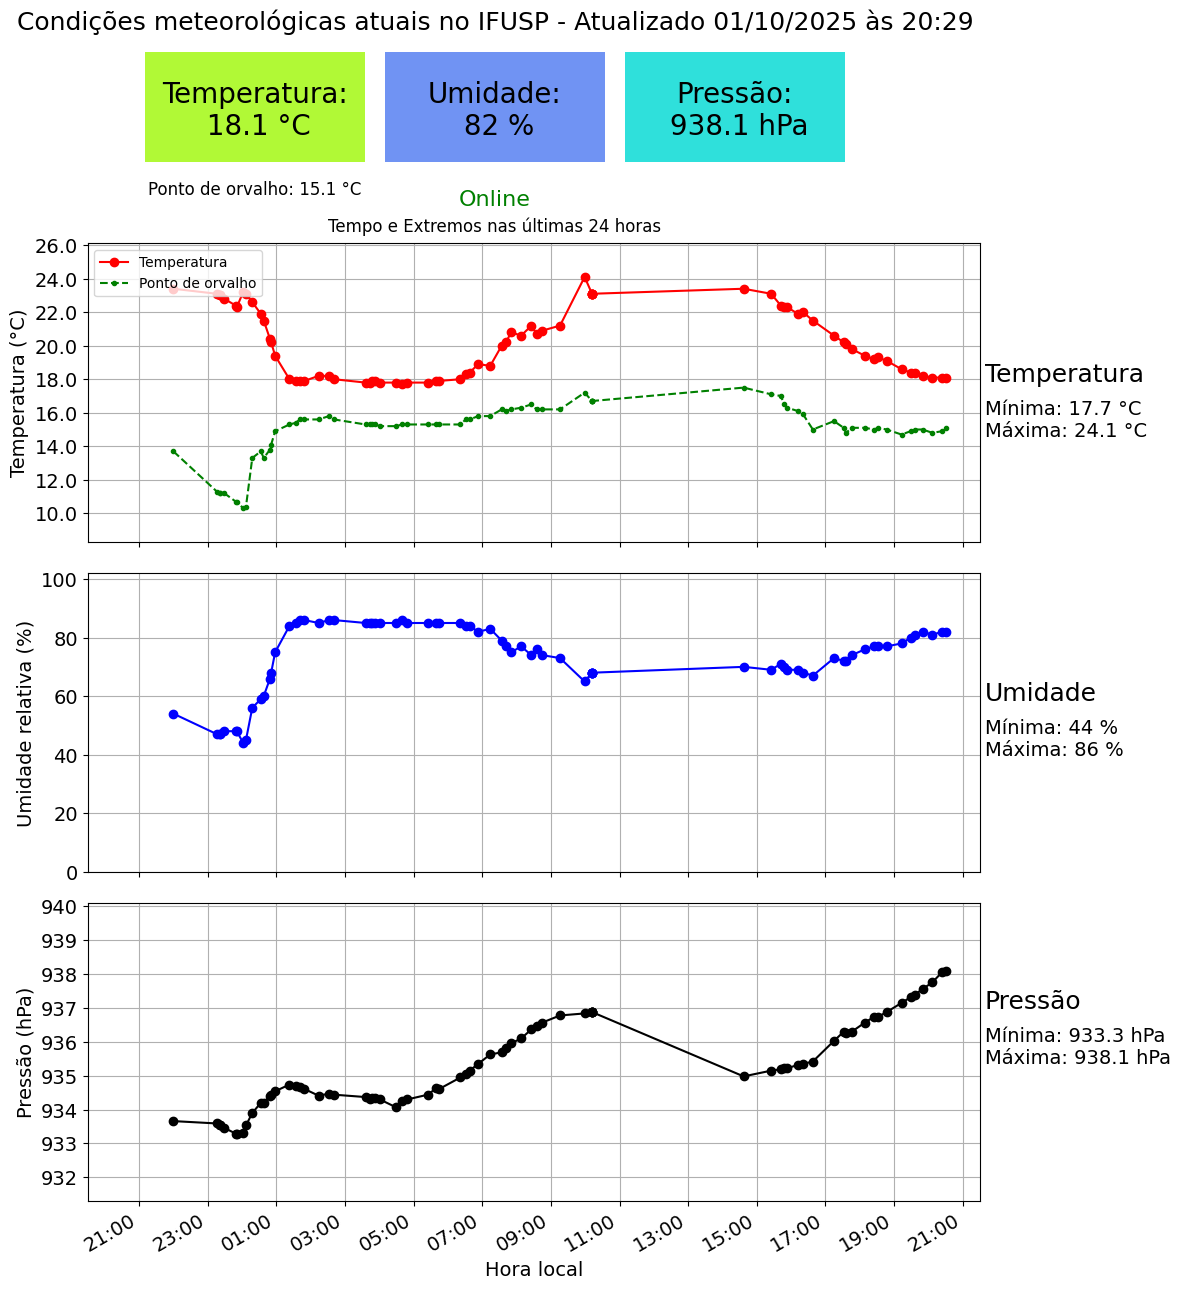 Condições meteorológicas atuais no IFUSP - Atualizado 01/10/2025 às 20:29
Temperatura:
18.1 °C
Umidade:
82 %
Pressão:
938.1 hPa
Ponto de orvalho: 15.1 °C
Online
Tempo e Extremos nas últimas 24 horas
Temperatura
Ponto de orvalho
Temperatura (°C)
26.0
24.0
22.0
20.0
18.0
16.0
14.0
12.0
10.0
Temperatura
Mínima: 17.7 °C
Máxima: 24.1 °C
Umidade relativa (%)
100
80
60
40
20
0
Umidade
Mínima: 44 %
Máxima: 86 %
Pressão (hPa)
940
939
938
937
936
935
934
933
932
Pressão
Mínima: 933.3 hPa
Máxima: 938.1 hPa
21:00 23:00 01:00 03:00 05:00 07:00 09:00 11:00 13:00 15:00 17:00 19:00 21:00
Hora local